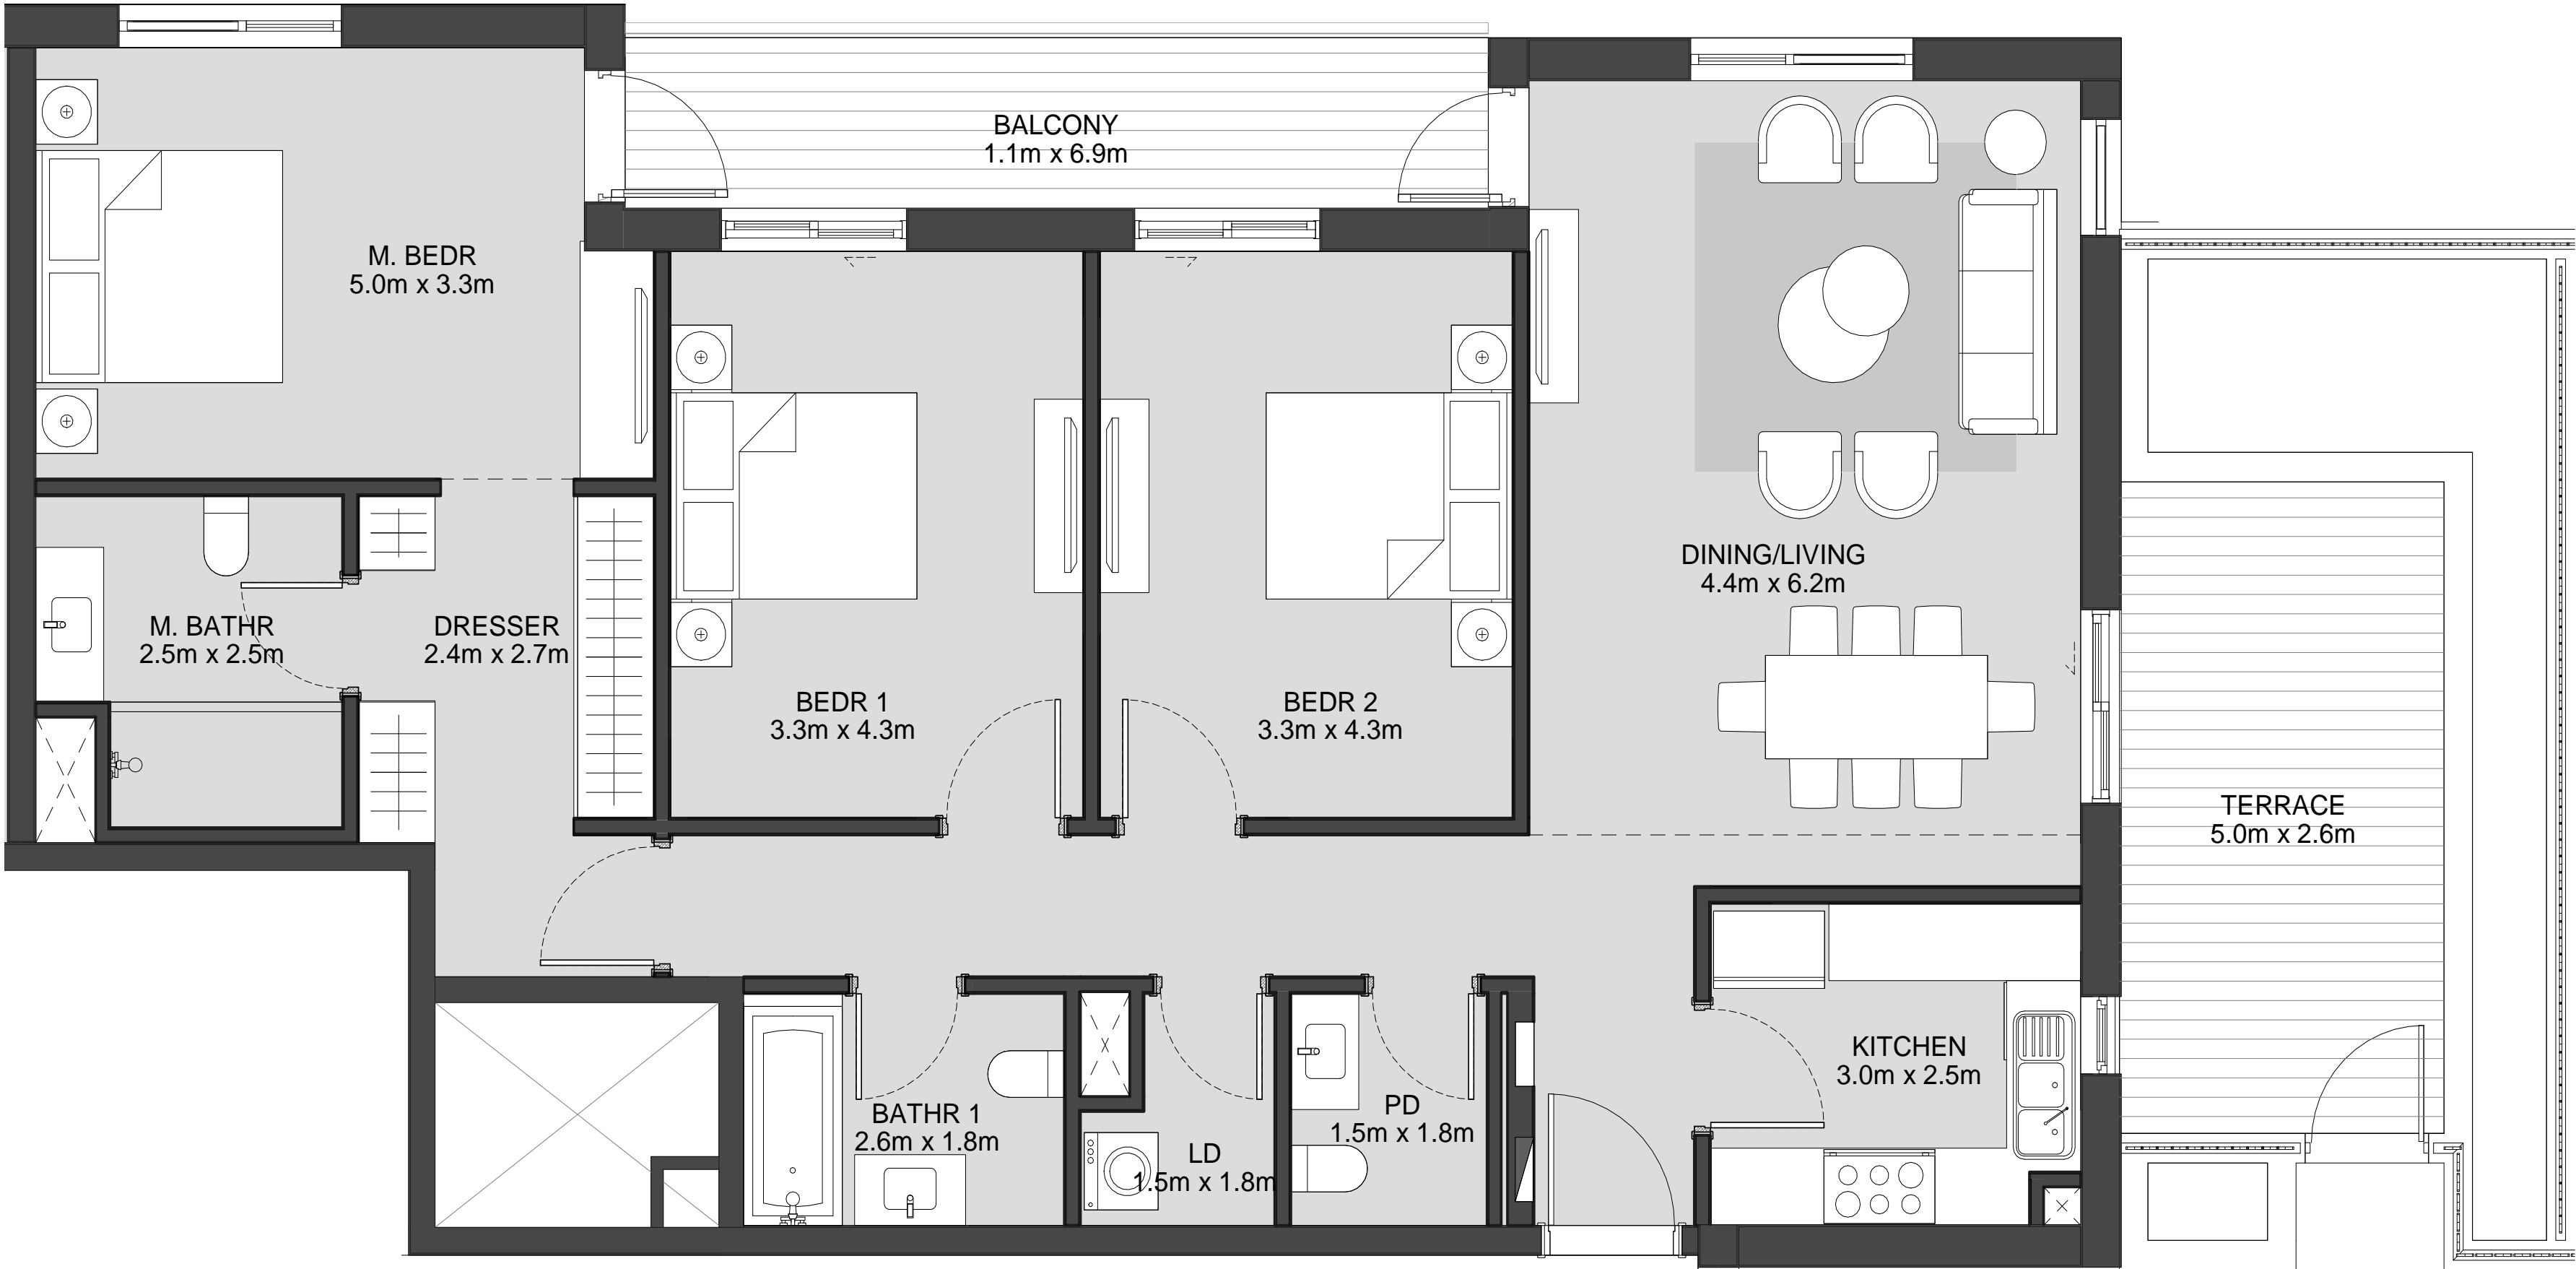 BALCONY
1.1m x 6.9m
M. BEDR
5.0m x 3.3m
DINING/LIVING
4.4m x 6.2m
M. BATHR
2.5m x 2.5m
DRESSER
2.4m x 2.7m
BEDR 1
3.3m x 4.3m
BEDR 2
3.3m x 4.3m
TERRACE
5.0m x 2.6m
KITCHEN
3.0m x 2.5m
BATHR 1
2.6m x 1.8m
LD
1.5m x 1.8m
PD
1.5m x 1.8m